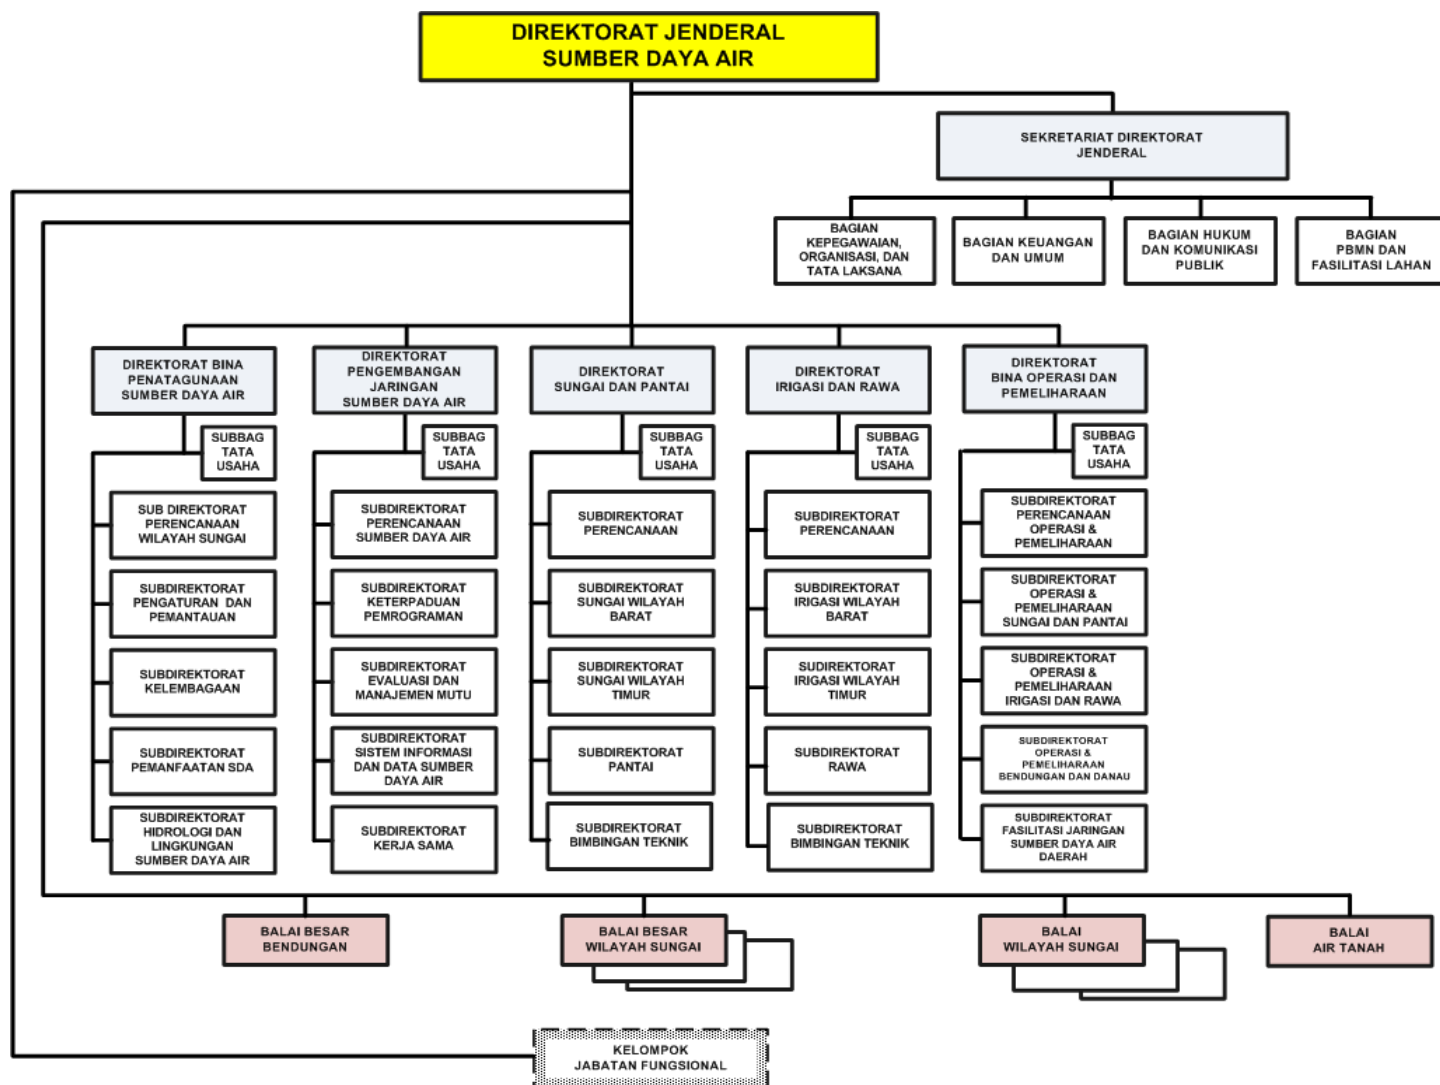 DIREKTORAT JENDERAL
SUMBER DAYA AIR
SEKRETARIAT DIREKTORAT
JENDERAL
BAGIAN
KEPEGAWAIAN,
ORGANISASI, DAN
TATA LAKSANA
BAGIAN KEUANGAN
DAN UMUM
BAGIAN HUKUM
DAN KOMUNIKASI
PUBLIK
BAGIAN
PBMN DAN
FASILITASI LAHAN
DIREKTORAT BINA
PENATAGUNAAN
SUMBER DAYA AIR
DIREKTORAT
PENGEMBANGAN
JARINGAN
SUMBER DAYA AIR
DIREKTORAT
SUNGAI DAN PANTAI
DIREKTORAT
IRIGASI DAN RAWA
DIREKTORAT
BINA OPERASI DAN
PEMELIHARAAN
SUBBAG
TATA
USAHA
SUBBAG
TATA
USAHA
SUBBAG
TATA
USAHA
SUBBAG
TATA
USAHA
SUBBAG
TATA
USAHA
SUB DIREKTORAT
PERENCANAAN
WILAYAH SUNGAI
SUBDIREKTORAT
PERENCANAAN
SUMBER DAYA AIR
SUBDIREKTORAT
PERENCANAAN
SUBDIREKTORAT
PERENCANAAN
SUBDIREKTORAT
PERENCANAAN
OPERASI &
PEMELIHARAAN
SUBDIREKTORAT
PENGATURAN DAN
PEMANTAUAN
SUBDIREKTORAT
KETERPADUAN
PEMROGRAMAN
SUBDIREKTORAT
SUNGAI WILAYAH
BARAT
SUBDIREKTORAT
IRIGASI WILAYAH
BARAT
SUBDIREKTORAT
OPERASI &
PEMELIHARAAN
SUNGAI DAN PANTAI
SUBDIREKTORAT
KELEMBAGAAN
SUBDIREKTORAT
EVALUASI DAN
MANAJEMEN MUTU
SUBDIREKTORAT
SUNGAI WILAYAH
TIMUR
SUDIREKTORAT
IRIGASI WILAYAH
TIMUR
SUBDIREKTORAT
OPERASI &
PEMELIHARAAN
IRIGASI DAN RAWA
SUBDIREKTORAT
PEMANFAATAN SDA
SUBDIREKTORAT
SISTEM INFORMASI
DAN DATA SUMBER
DAYA AIR
SUBDIREKTORAT
PANTAI
SUBDIREKTORAT
RAWA
SUBDIREKTORAT
OPERASI &
PEMELIHARAAN
BENDUNGAN DAN DANAU
SUBDIREKTORAT
HIDROLOGI DAN
LINGKUNGAN
SUMBER DAYA AIR
SUBDIREKTORAT
KERJA SAMA
SUBDIREKTORAT
BIMBINGAN TEKNIK
SUBDIREKTORAT
BIMBINGAN TEKNIK
SUBDIREKTORAT
FASILITASI JARINGAN
SUMBER DAYA AIR
DAERAH
BALAI BESAR
BENDUNGAN
BALAI BESAR
WILAYAH SUNGAI
BALAI
WILAYAH SUNGAI
BALAI
AIR TANAH
KELOMPOK
JABATAN FUNGSIONAL